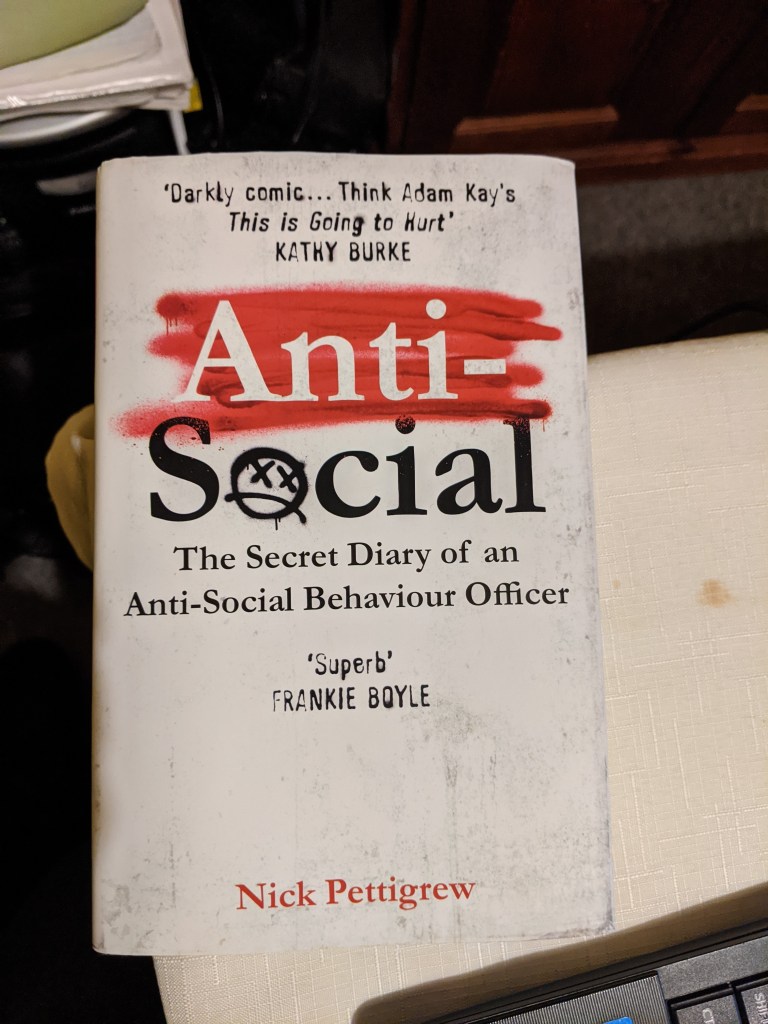 'Darkly comic... Think Adam Kay's
This is Going to Hurt'
KATHY BURKE
Anti-
Social
The Secret Diary of an
Anti-Social Behaviour Officer
'Superb'
FRANKIE BOYLE
Nick Pettigrew